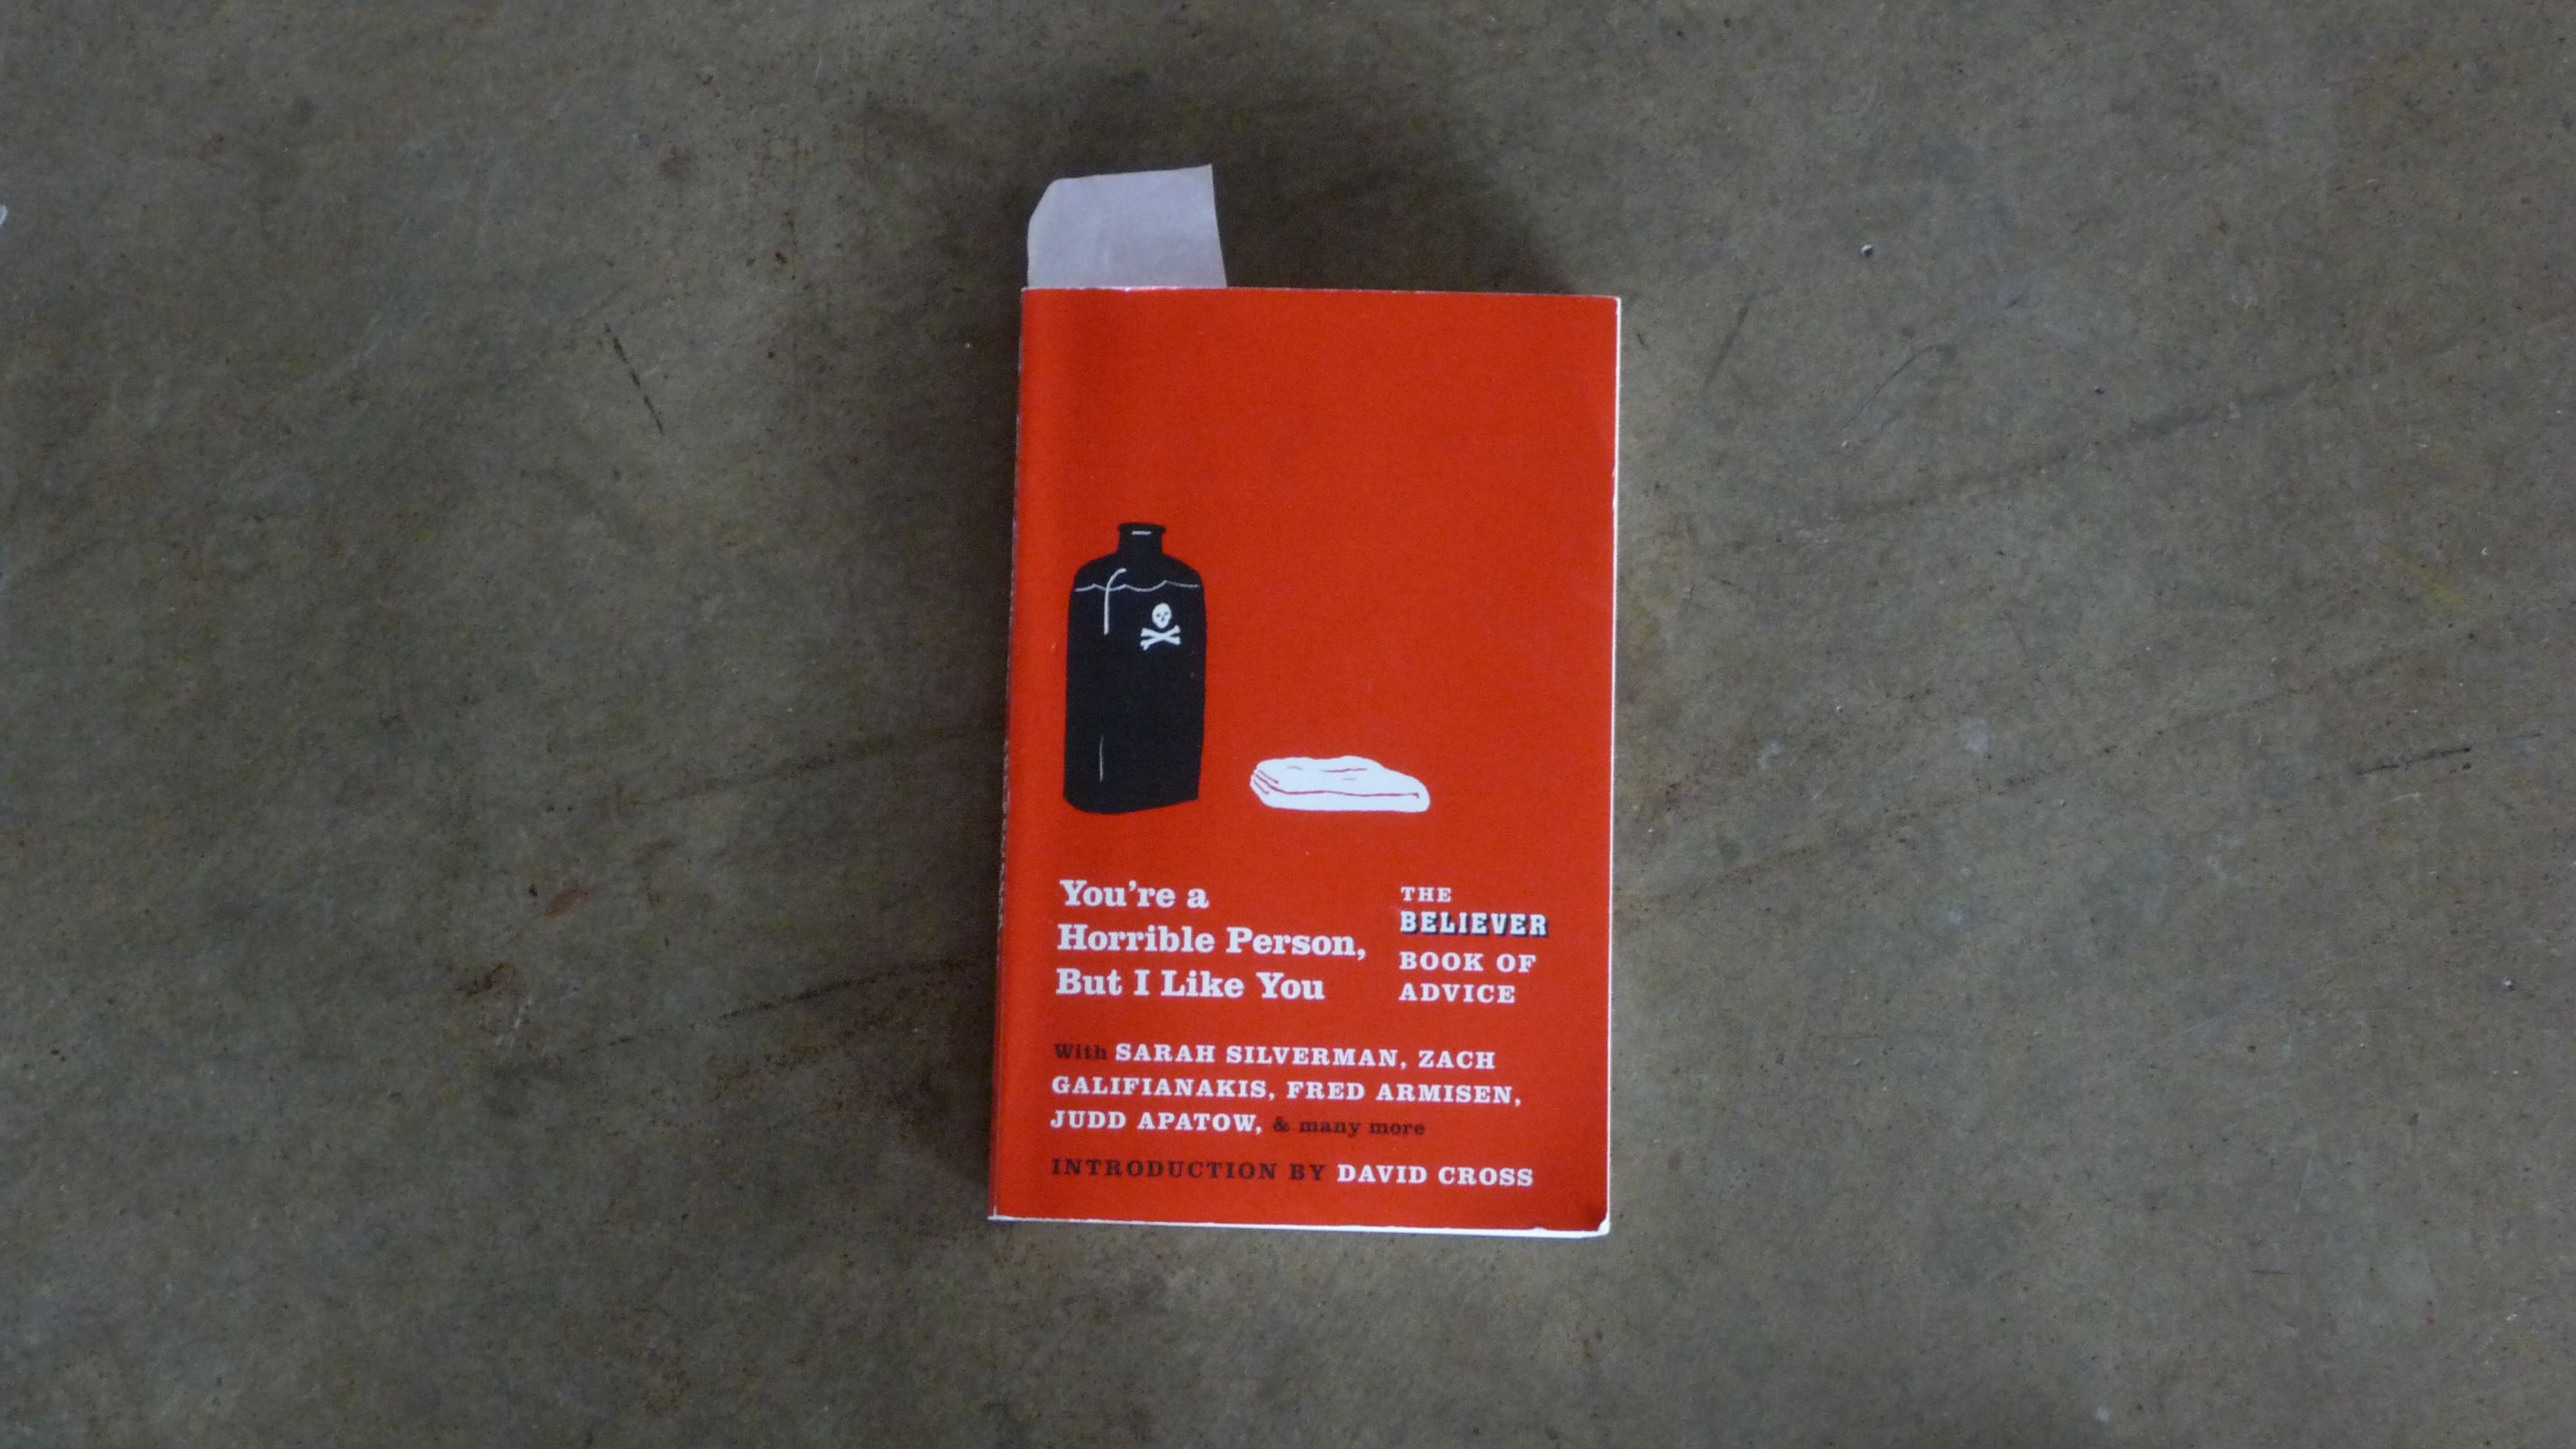 You're a
Horrible Person,
But I Like You
THE
BELIEVER
BOOK OF
ADVICE
With SARAH SILVERMAN, ZACH
GALIFIANAKIS, FRED ARMISEN,
JUDD APATOW, & many more
INTRODUCTION BY DAVID CROSS